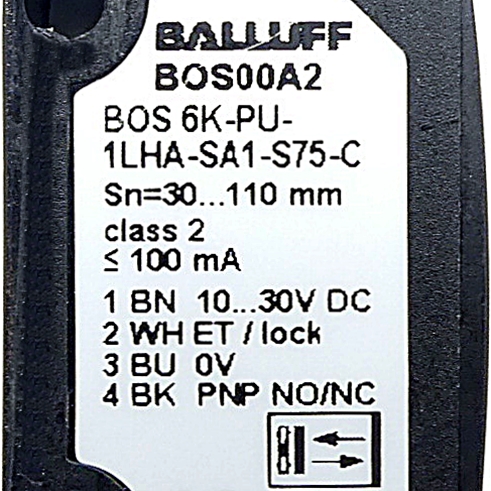 BALLUFF
BOS00A2
BOS 6K-PU-
1LHA-SA1-S75-C
Sn=30...110 mm
class 2
≤ 100 mA
1 BN 10...30V DC
2 WH ET / lock
3 BU 0V
4 BK PNP NO/NC